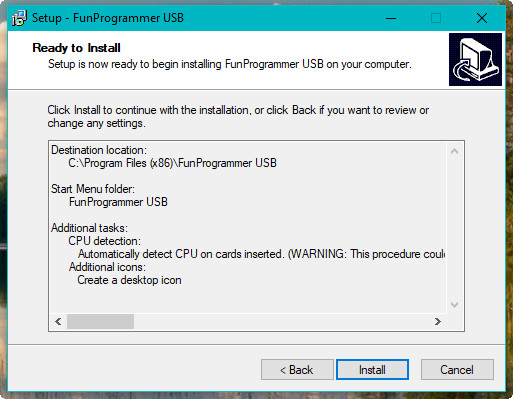 Setup - FunProgrammer USB
Ready to Install
Setup is now ready to begin installing FunProgrammer USB on your computer.
Click Install to continue with the installation, or click Back if you want to review or
change any settings.
Destination location:
C:\Program Files (x86)\FunProgrammer USB
Start Menu folder:
FunProgrammer USB
Additional tasks:
CPU detection:
Automatically detect CPU on cards inserted. (WARNING: This procedure could
Additional icons:
Create a desktop icon
< Back
Install
Cancel